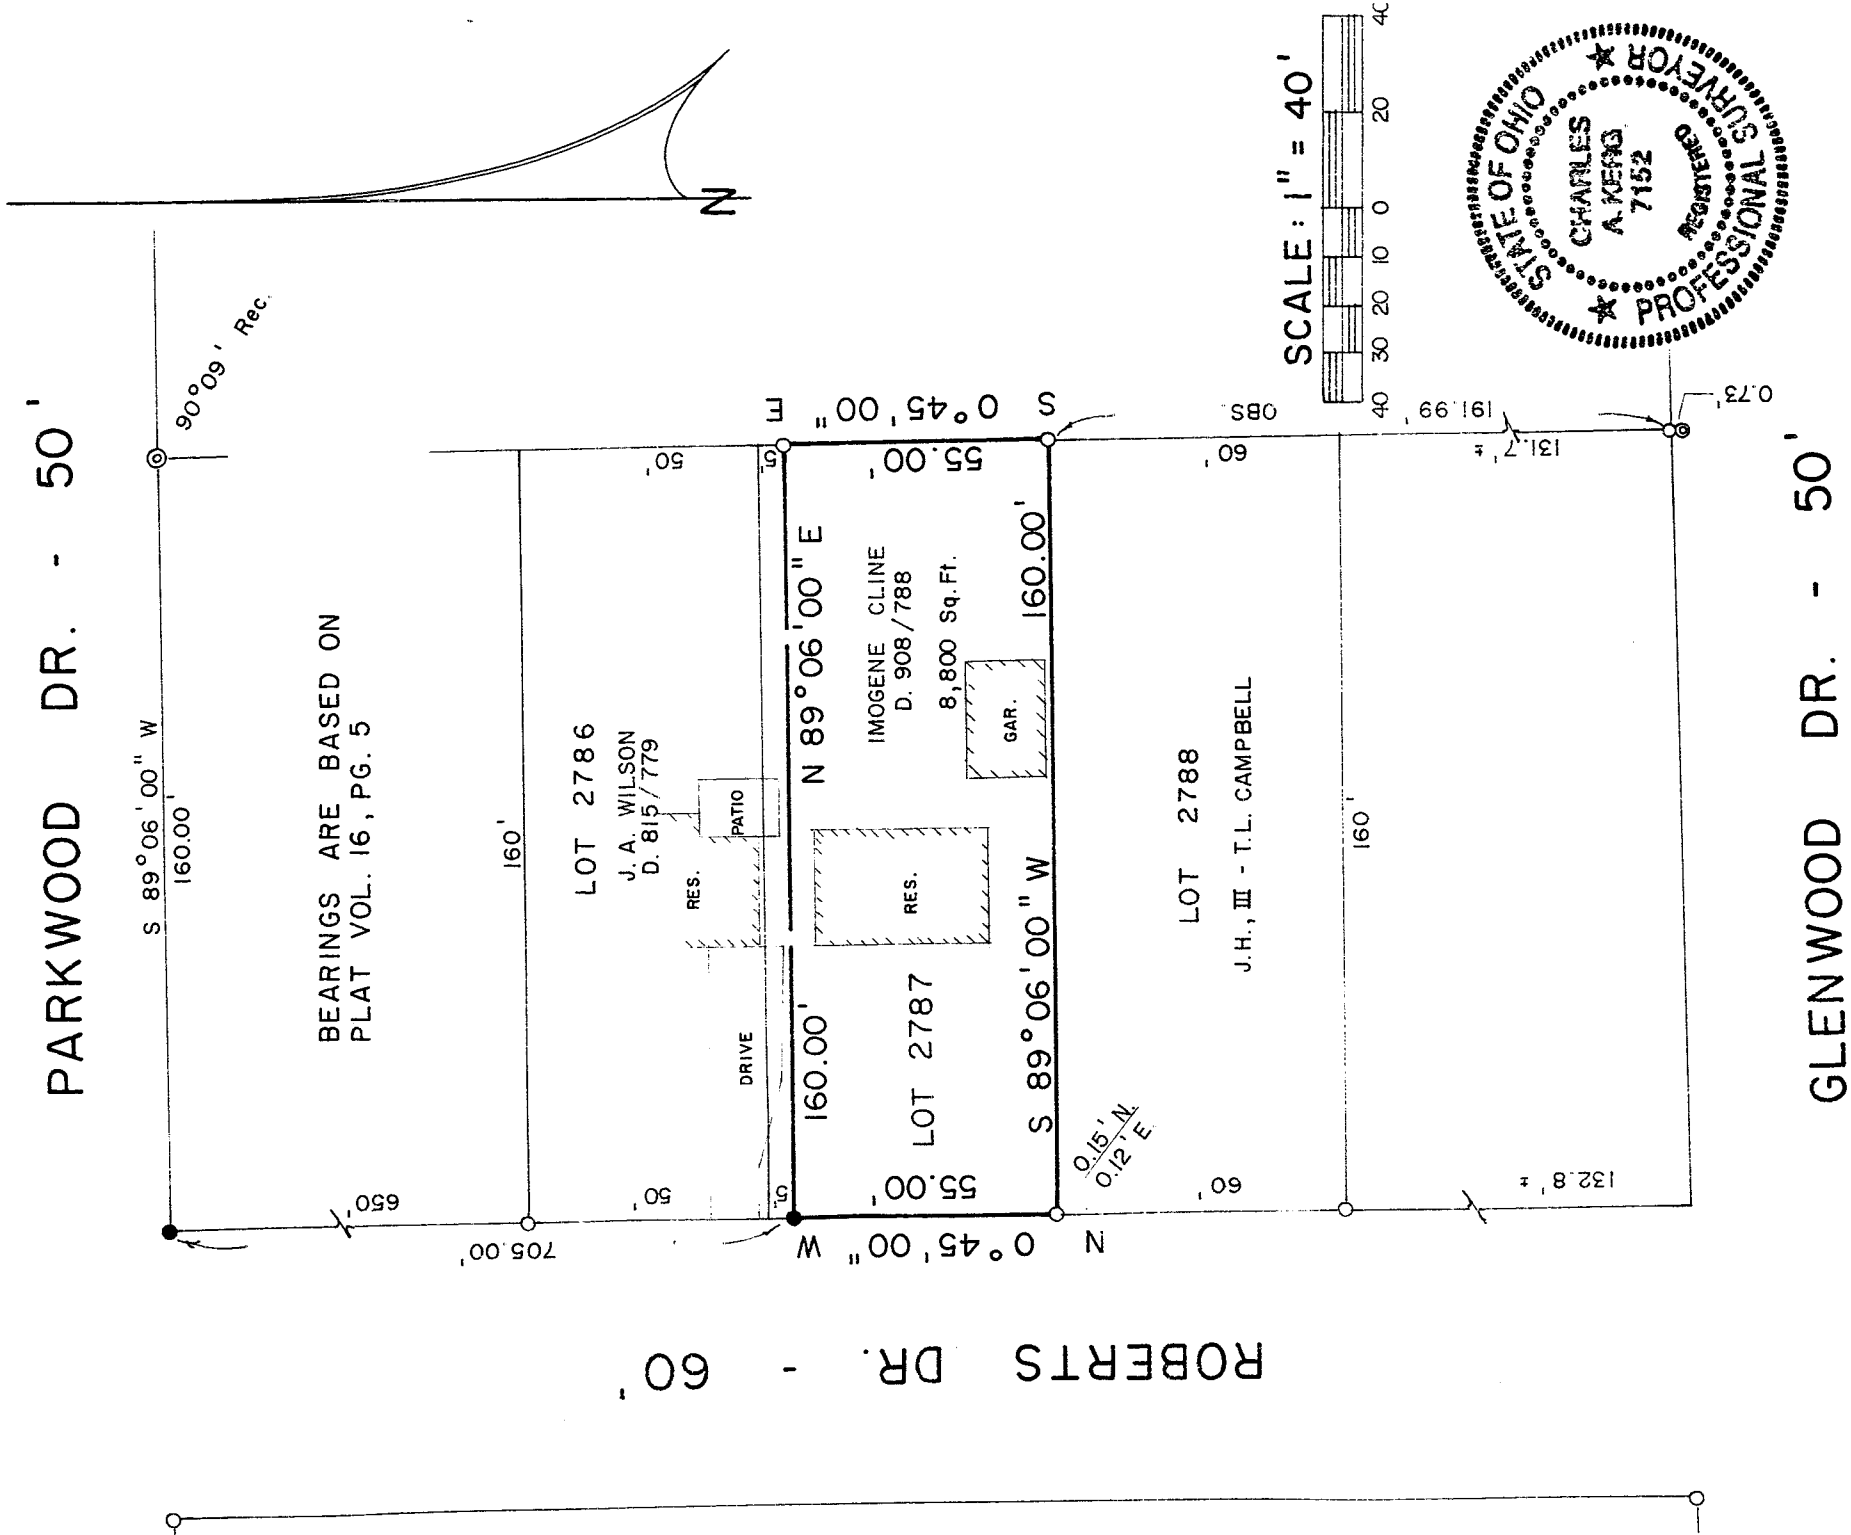 PARKWOOD DR. - 50'
S 89°06'00" W
160.00'
90°09' Rec.
BEARINGS ARE BASED ON
PLAT VOL. 16, PG. 5
160'
650'
705.00'
LOT 2786
J. A. WILSON
D. 815/779
RES.
PATIO
DRIVE
50'
5'
50'
5'
N 89°06'00" E
160.00'
S 0°45'00" E
55.00'
IMOGENE CLINE
D. 908/788
8,800 Sq. Ft.
GAR.
RES.
LOT 2787
55.00'
N 0°45'00" W
S 89°06'00" W
160.00'
0.15' N.
0.12' E.
LOT 2788
J.H., III - T.L. CAMPBELL
60'
60'
160'
OBS.
191.99'
131.7' ±
132.8' ±
0.73'
GLENWOOD DR. - 50'
ROBERTS DR. - 60'
N
SCALE: 1" = 40'
40 30 20 10 0 20 40
STATE OF OHIO
CHARLES
A. KERG
7152
REGISTERED
PROFESSIONAL SURVEYOR